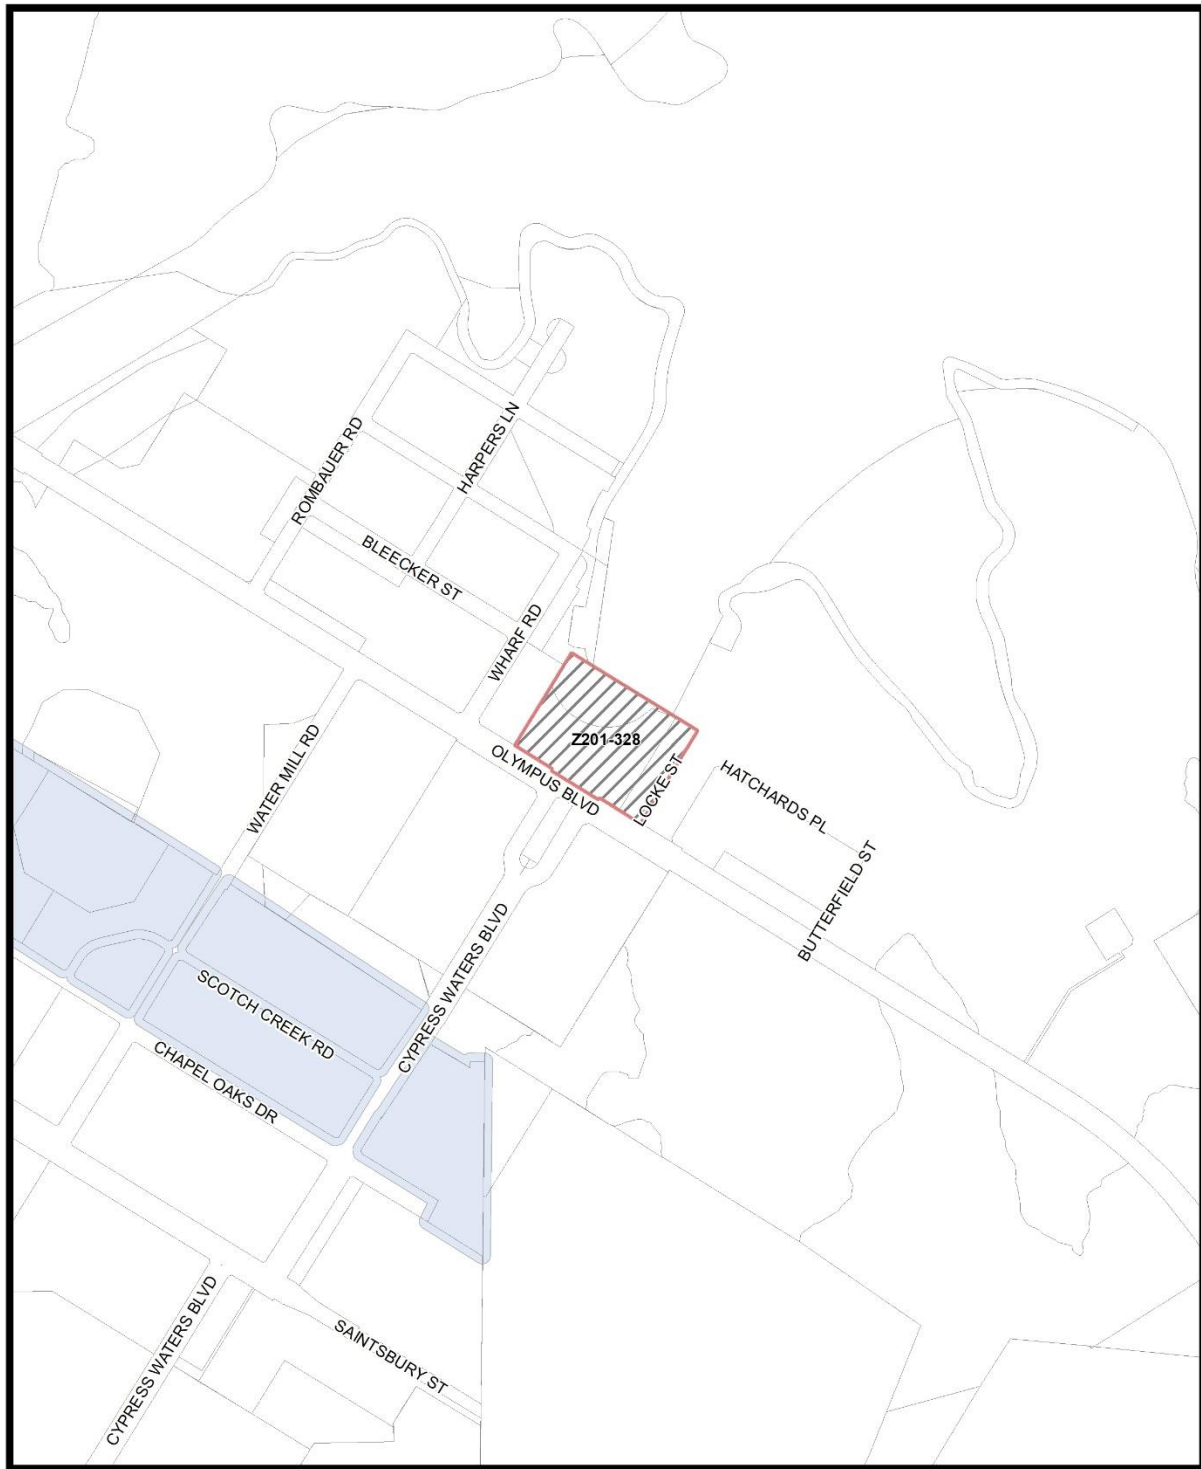 HARPERS LN
ROMBAUER RD
BLEECKER ST
WHARF RD
Z201-328
OLYMPUS BLVD
LOCKE ST
HATCHARDS PL
WATER MILL RD
BUTTERFIELD ST
CYPRESS WATERS BLVD
SCOTCH CREEK RD
CHAPEL OAKS DR
CYPRESS WATERS BLVD
SAINTSBURY ST